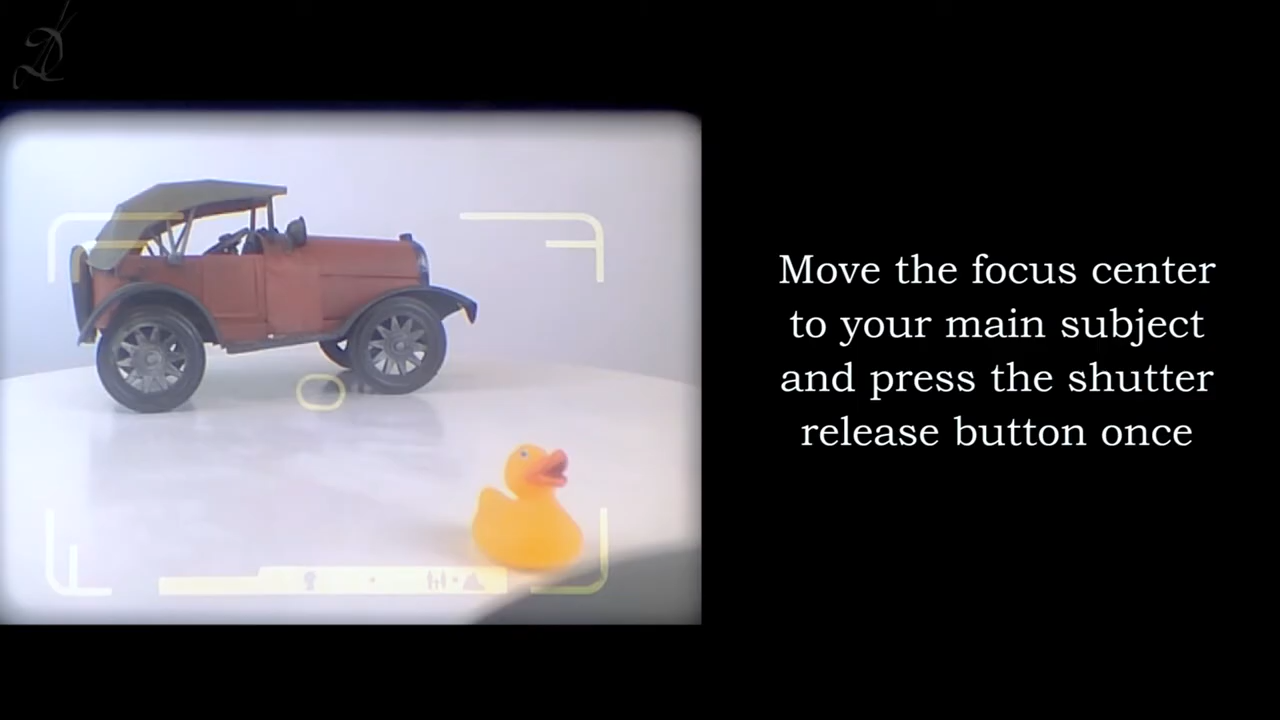 Move the focus center
to your main subject
and press the shutter
release button once